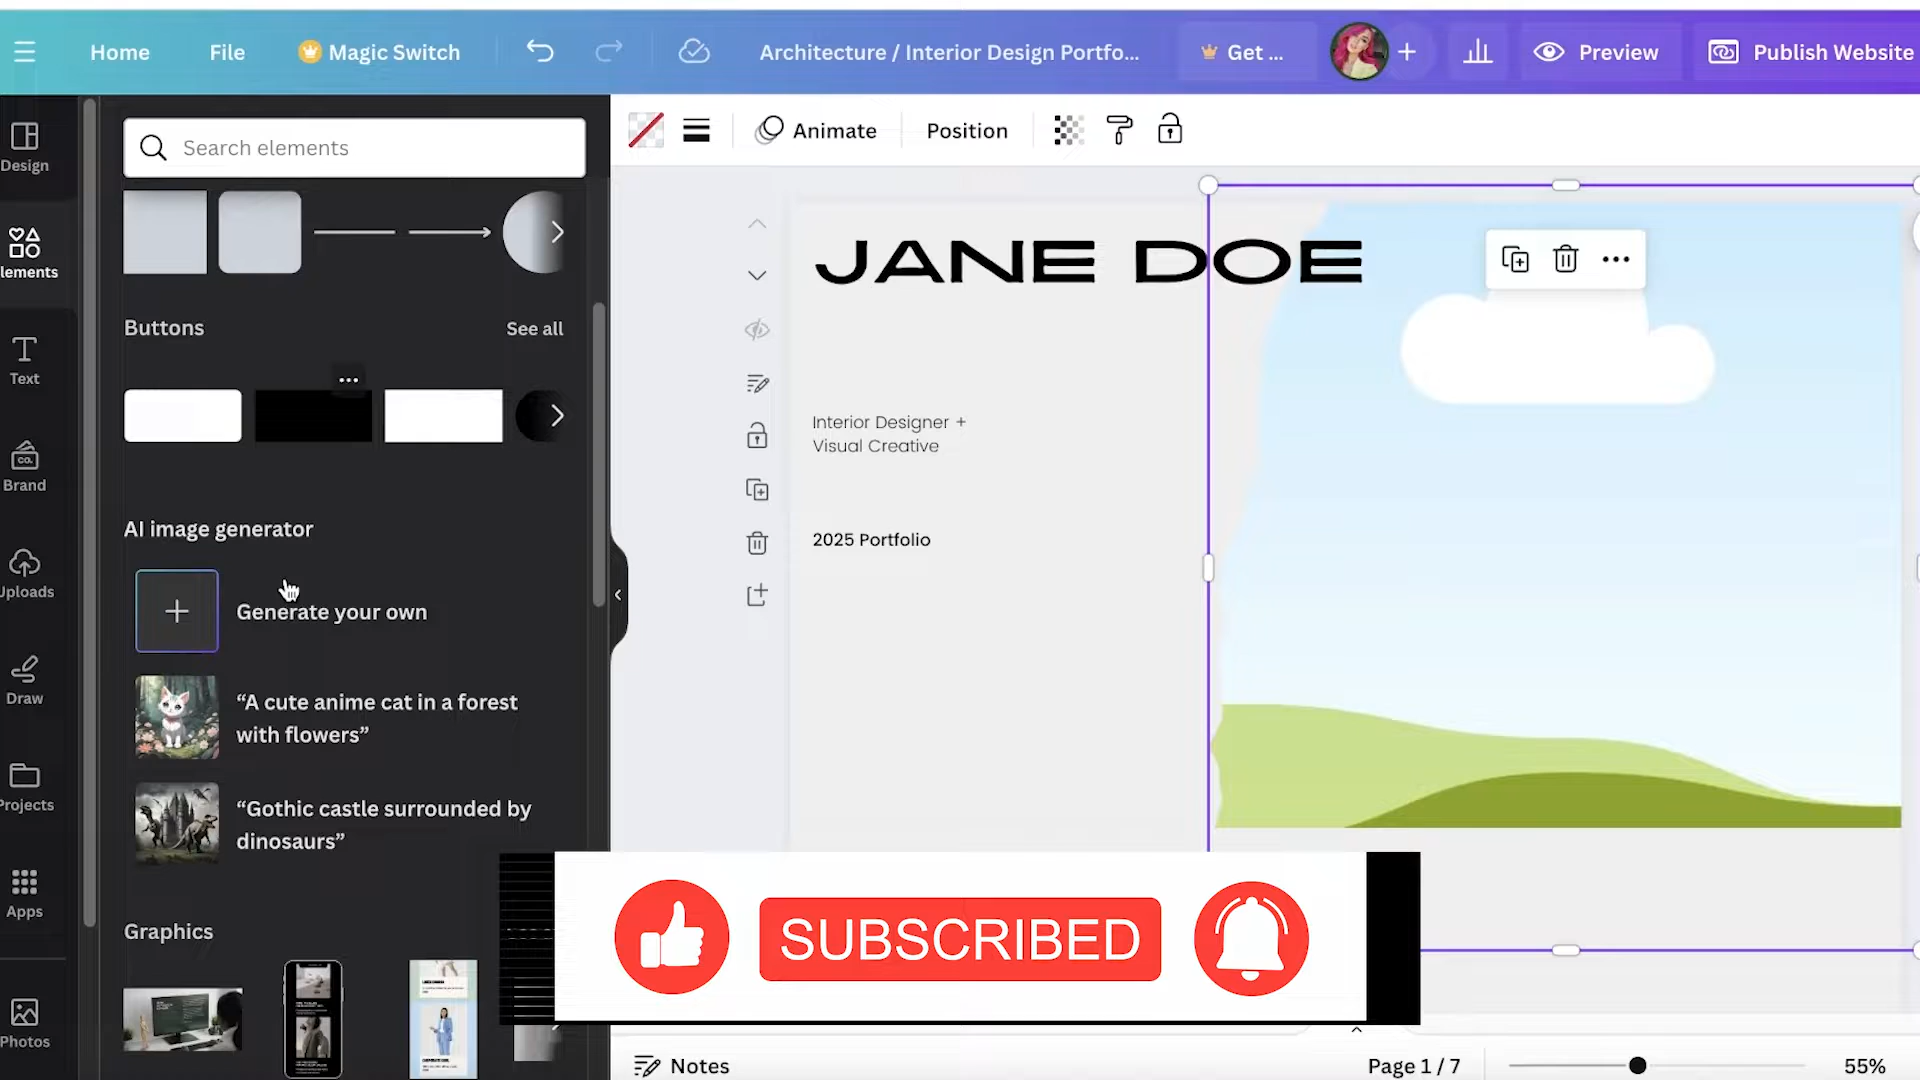 Home
File
Magic Switch
Architecture / Interior Design Portfo...
Get ...
Preview
Publish Website
Design
Search elements
Animate
Position
lements
JANE DOE
Buttons
See all
Text
Interior Designer +
Visual Creative
CO.
Brand
AI image generator
2025 Portfolio
Uploads
Generate your own
Draw
“A cute anime cat in a forest
with flowers”
Projects
“Gothic castle surrounded by
dinosaurs”
Apps
Graphics
SUBSCRIBED
Photos
Notes
Page 1 / 7
55%